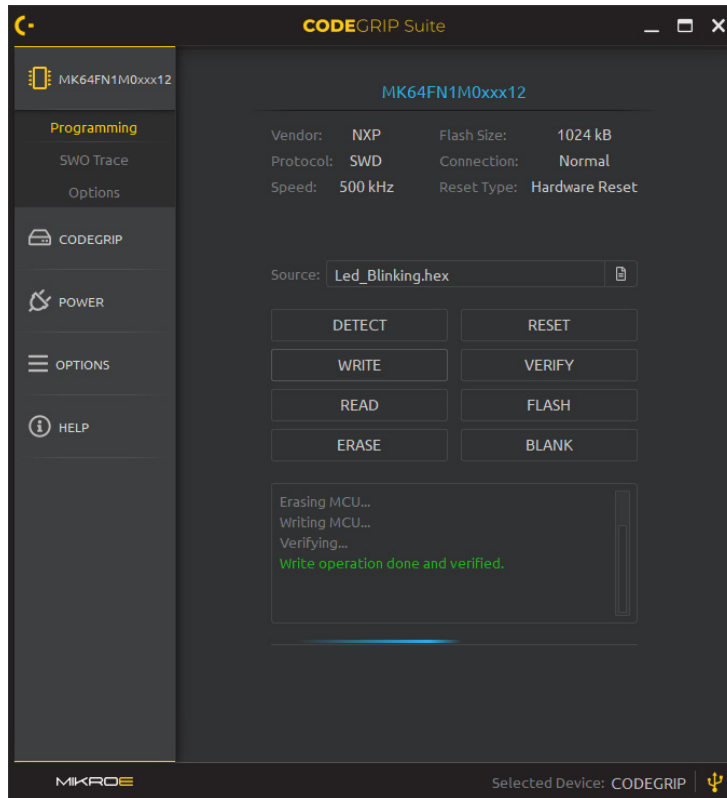 CODEGRIP Suite
MK64FN1M0xxx12
Programming
SWO Trace
Options
CODEGRIP
POWER
OPTIONS
HELP
MK64FN1M0xxx12
Vendor: NXP Flash Size: 1024 kB
Protocol: SWD Connection: Normal
Speed: 500 kHz Reset Type: Hardware Reset
Source: Led_Blinking.hex
DETECT RESET
WRITE VERIFY
READ FLASH
ERASE BLANK
Erasing MCU...
Writing MCU...
Verifying...
Write operation done and verified.
MIKROE
Selected Device: CODEGRIP